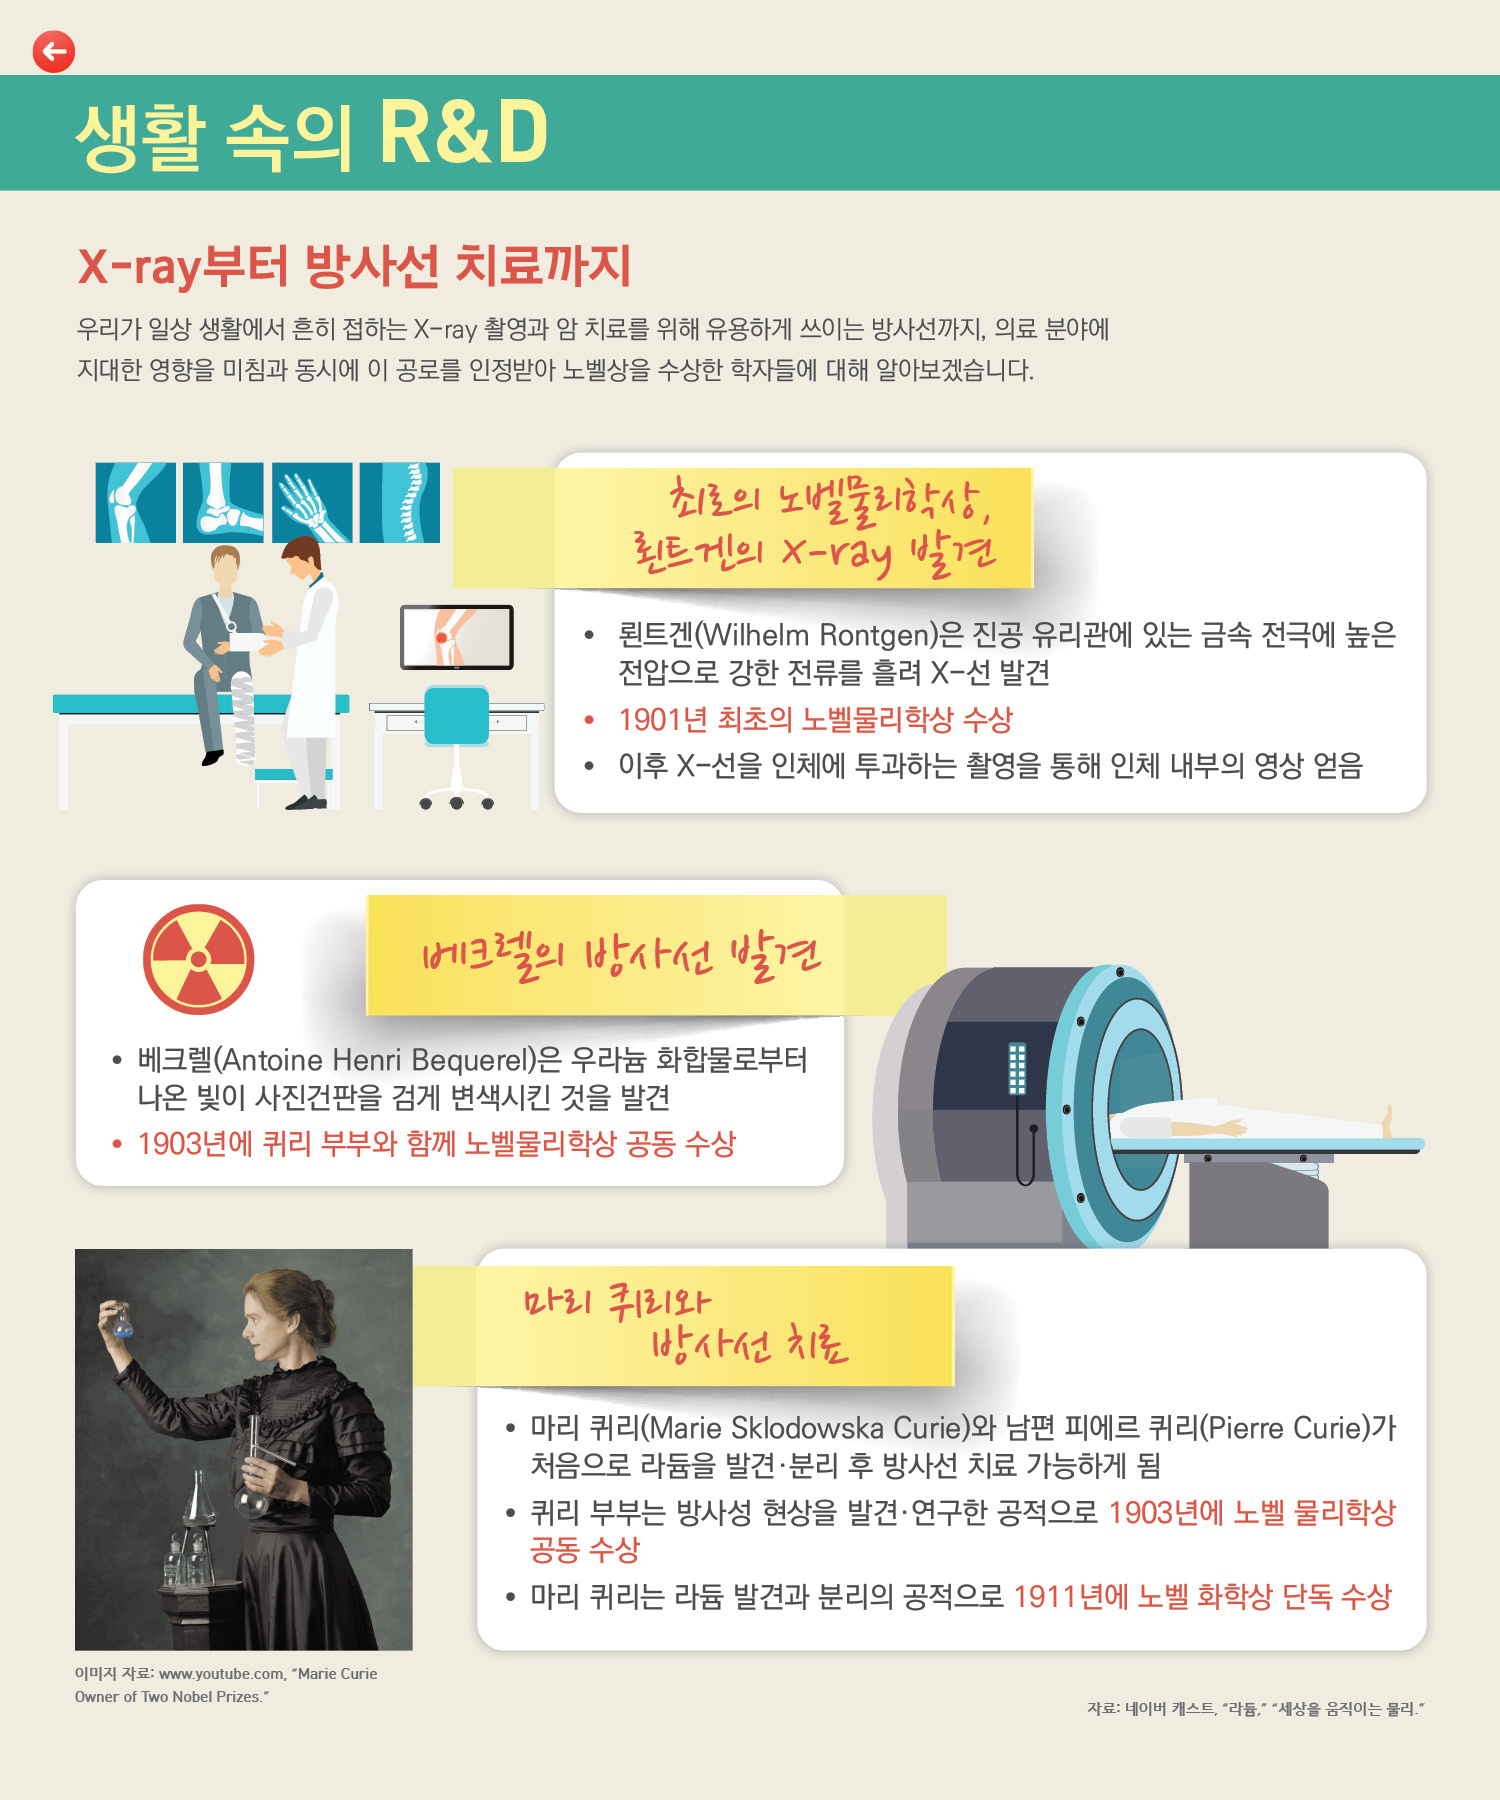 생활 속의 R&D
X-ray부터 방사선 치료까지
우리가 일상 생활에서 흔히 접하는 X-ray 촬영과 암 치료를 위해 유용하게 쓰이는 방사선까지, 의료 분야에
지대한 영향을 미침과 동시에 이 공로를 인정받아 노벨상을 수상한 학자들에 대해 알아보겠습니다.
최초의 노벨물리학상,
뢴트겐의 X-ray 발견
• 뢴트겐(Wilhelm Rontgen)은 진공 유리관에 있는 금속 전극에 높은
전압으로 강한 전류를 흘려 X-선 발견
• 1901년 최초의 노벨물리학상 수상
• 이후 X-선을 인체에 투과하는 촬영을 통해 인체 내부의 영상 얻음
베크렐의 방사선 발견
• 베크렐(Antoine Henri Bequerel)은 우라늄 화합물로부터
나온 빛이 사진건판을 검게 변색시킨 것을 발견
• 1903년에 퀴리 부부와 함께 노벨물리학상 공동 수상
마리 퀴리와
방사선 치료
• 마리 퀴리(Marie Sklodowska Curie)와 남편 피에르 퀴리(Pierre Curie)가
처음으로 라듐을 발견·분리 후 방사선 치료 가능하게 됨
• 퀴리 부부는 방사성 현상을 발견·연구한 공적으로 1903년에 노벨 물리학상
공동 수상
• 마리 퀴리는 라듐 발견과 분리의 공적으로 1911년에 노벨 화학상 단독 수상
이미지 자료: www.youtube.com, “Marie Curie
Owner of Two Nobel Prizes.”
자료: 네이버 캐스트, “라듐,” “세상을 움직이는 물리.”